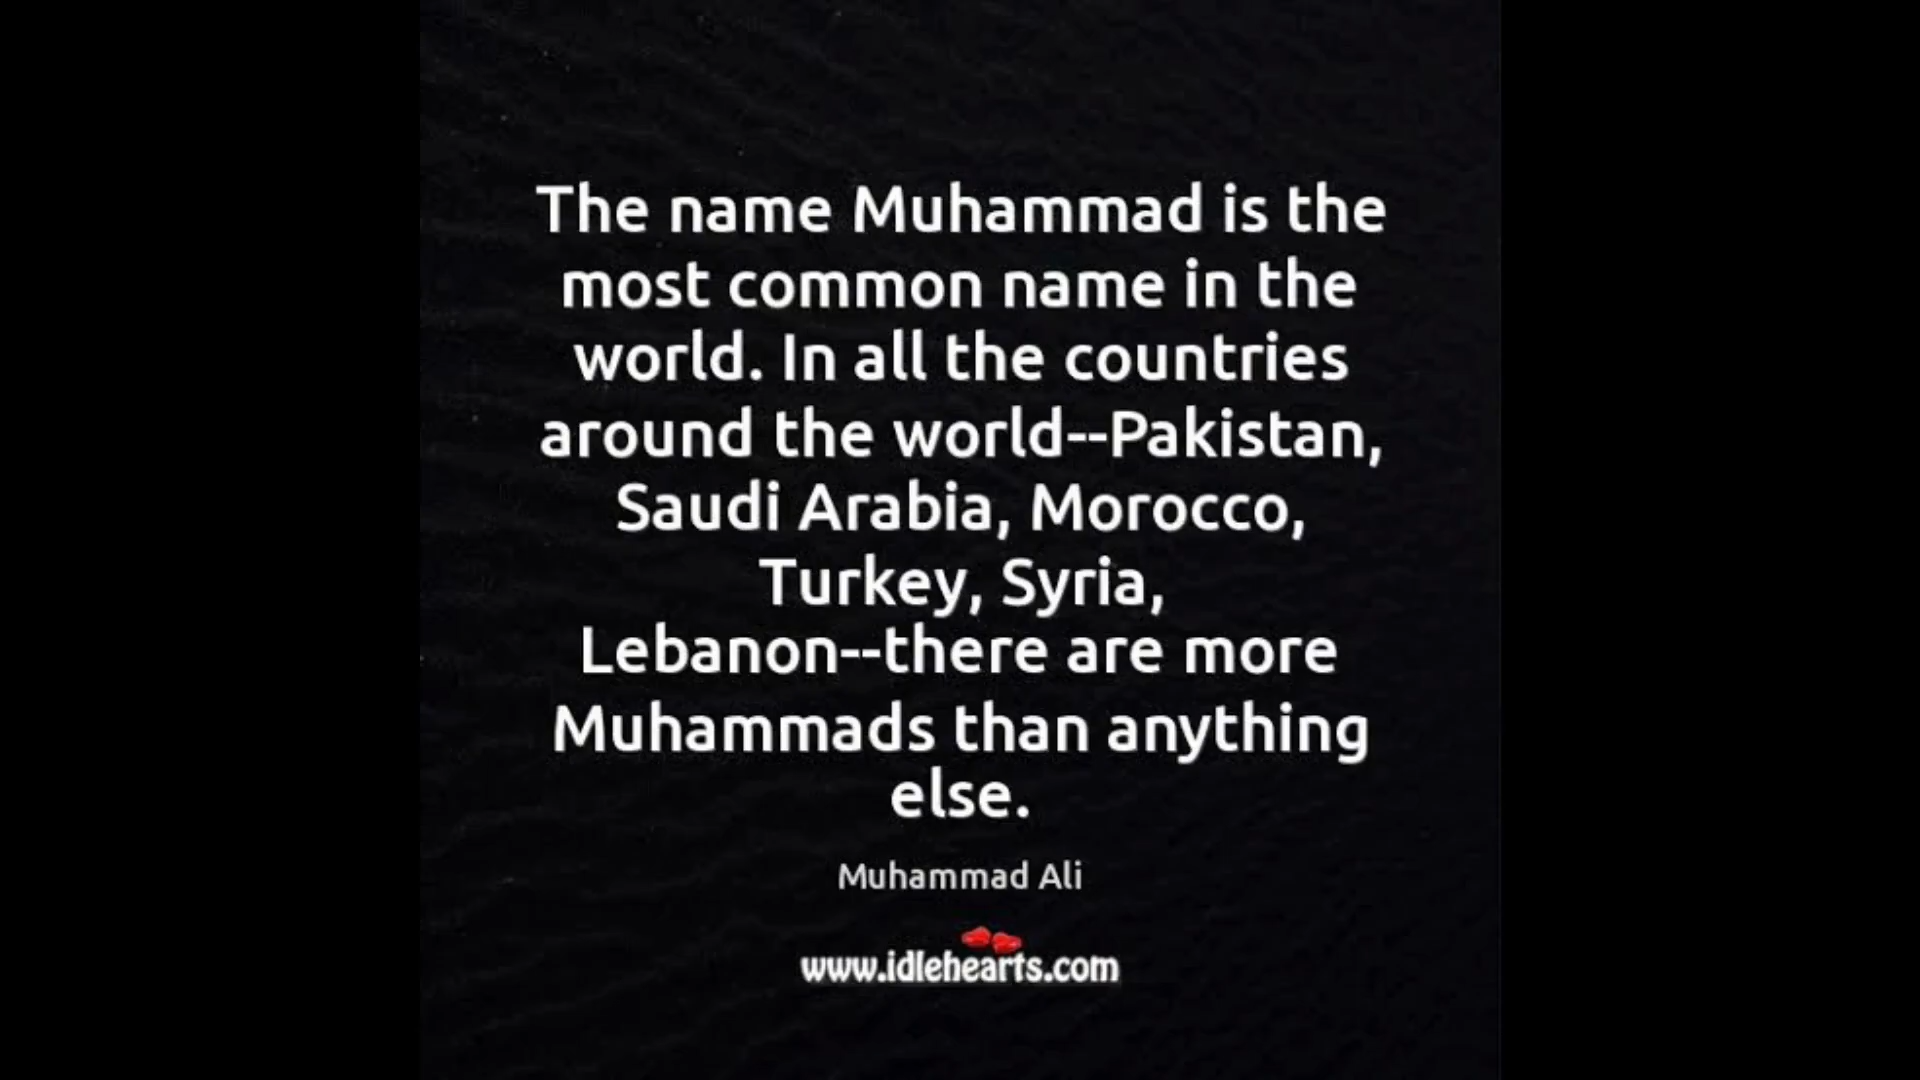 The name Muhammad is the
most common name in the
world. In all the countries
around the world--Pakistan,
Saudi Arabia, Morocco,
Turkey, Syria,
Lebanon--there are more
Muhammads than anything
else.
Muhammad Ali
www.idlehearts.com